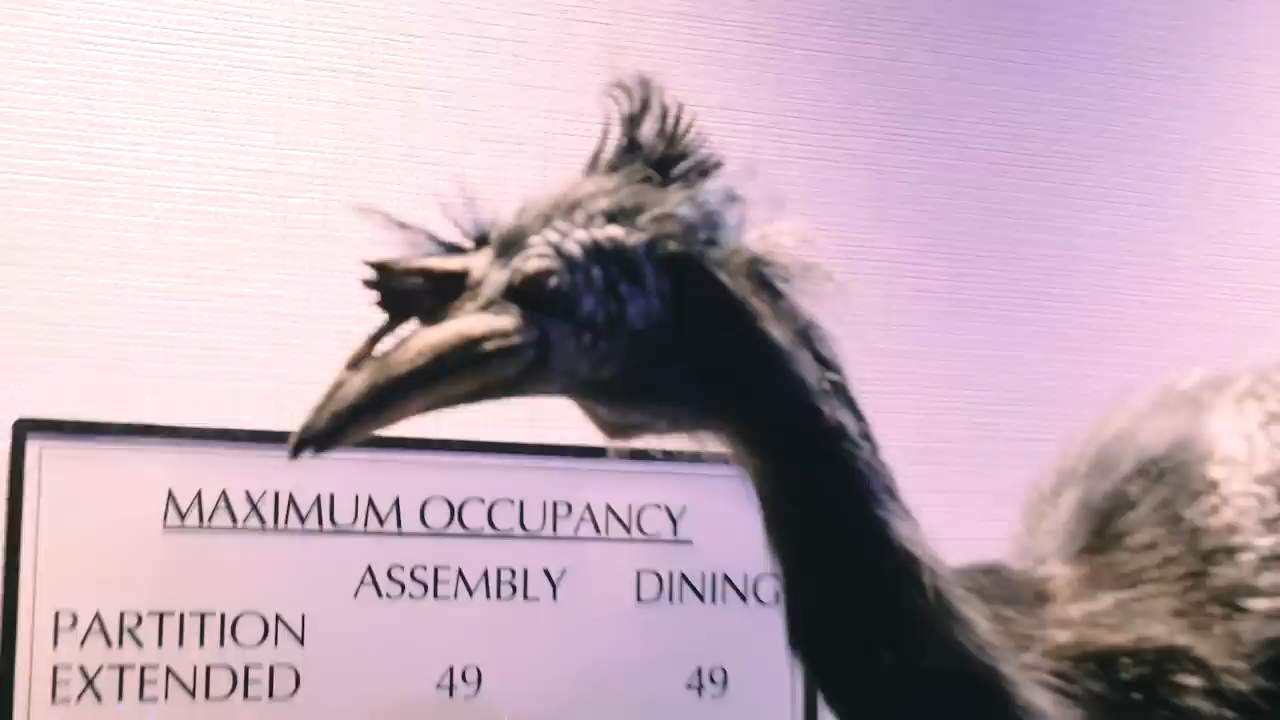 MAXIMUM OCCUPANCY
ASSEMBLY DINING
PARTITION
EXTENDED 49 49